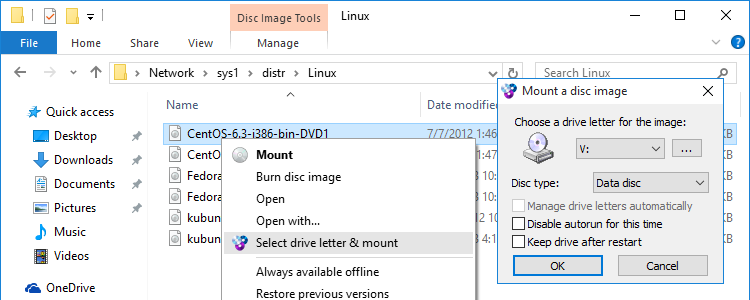 Disc Image Tools Linux
File Home Share View Manage
Network sys1 distr Linux
Search Linux
Name Date modified
Quick access
Desktop
Downloads
Documents
Pictures
Music
Videos
OneDrive
CentOS-6.3-i386-bin-DVD1 7/7/2012 1:46
CentO 1:47
Fedora
Fedora
kubun
kubun
KB
KB
KB
KB
KB
KB
Mount
Burn disc image
Open
Open with...
Select drive letter & mount
Always available offline
Restore previous versions
Mount a disc image
Choose a drive letter for the image:
V: ...
Disc type: Data disc
Manage drive letters automatically
Disable autorun for this time
Keep drive after restart
OK Cancel